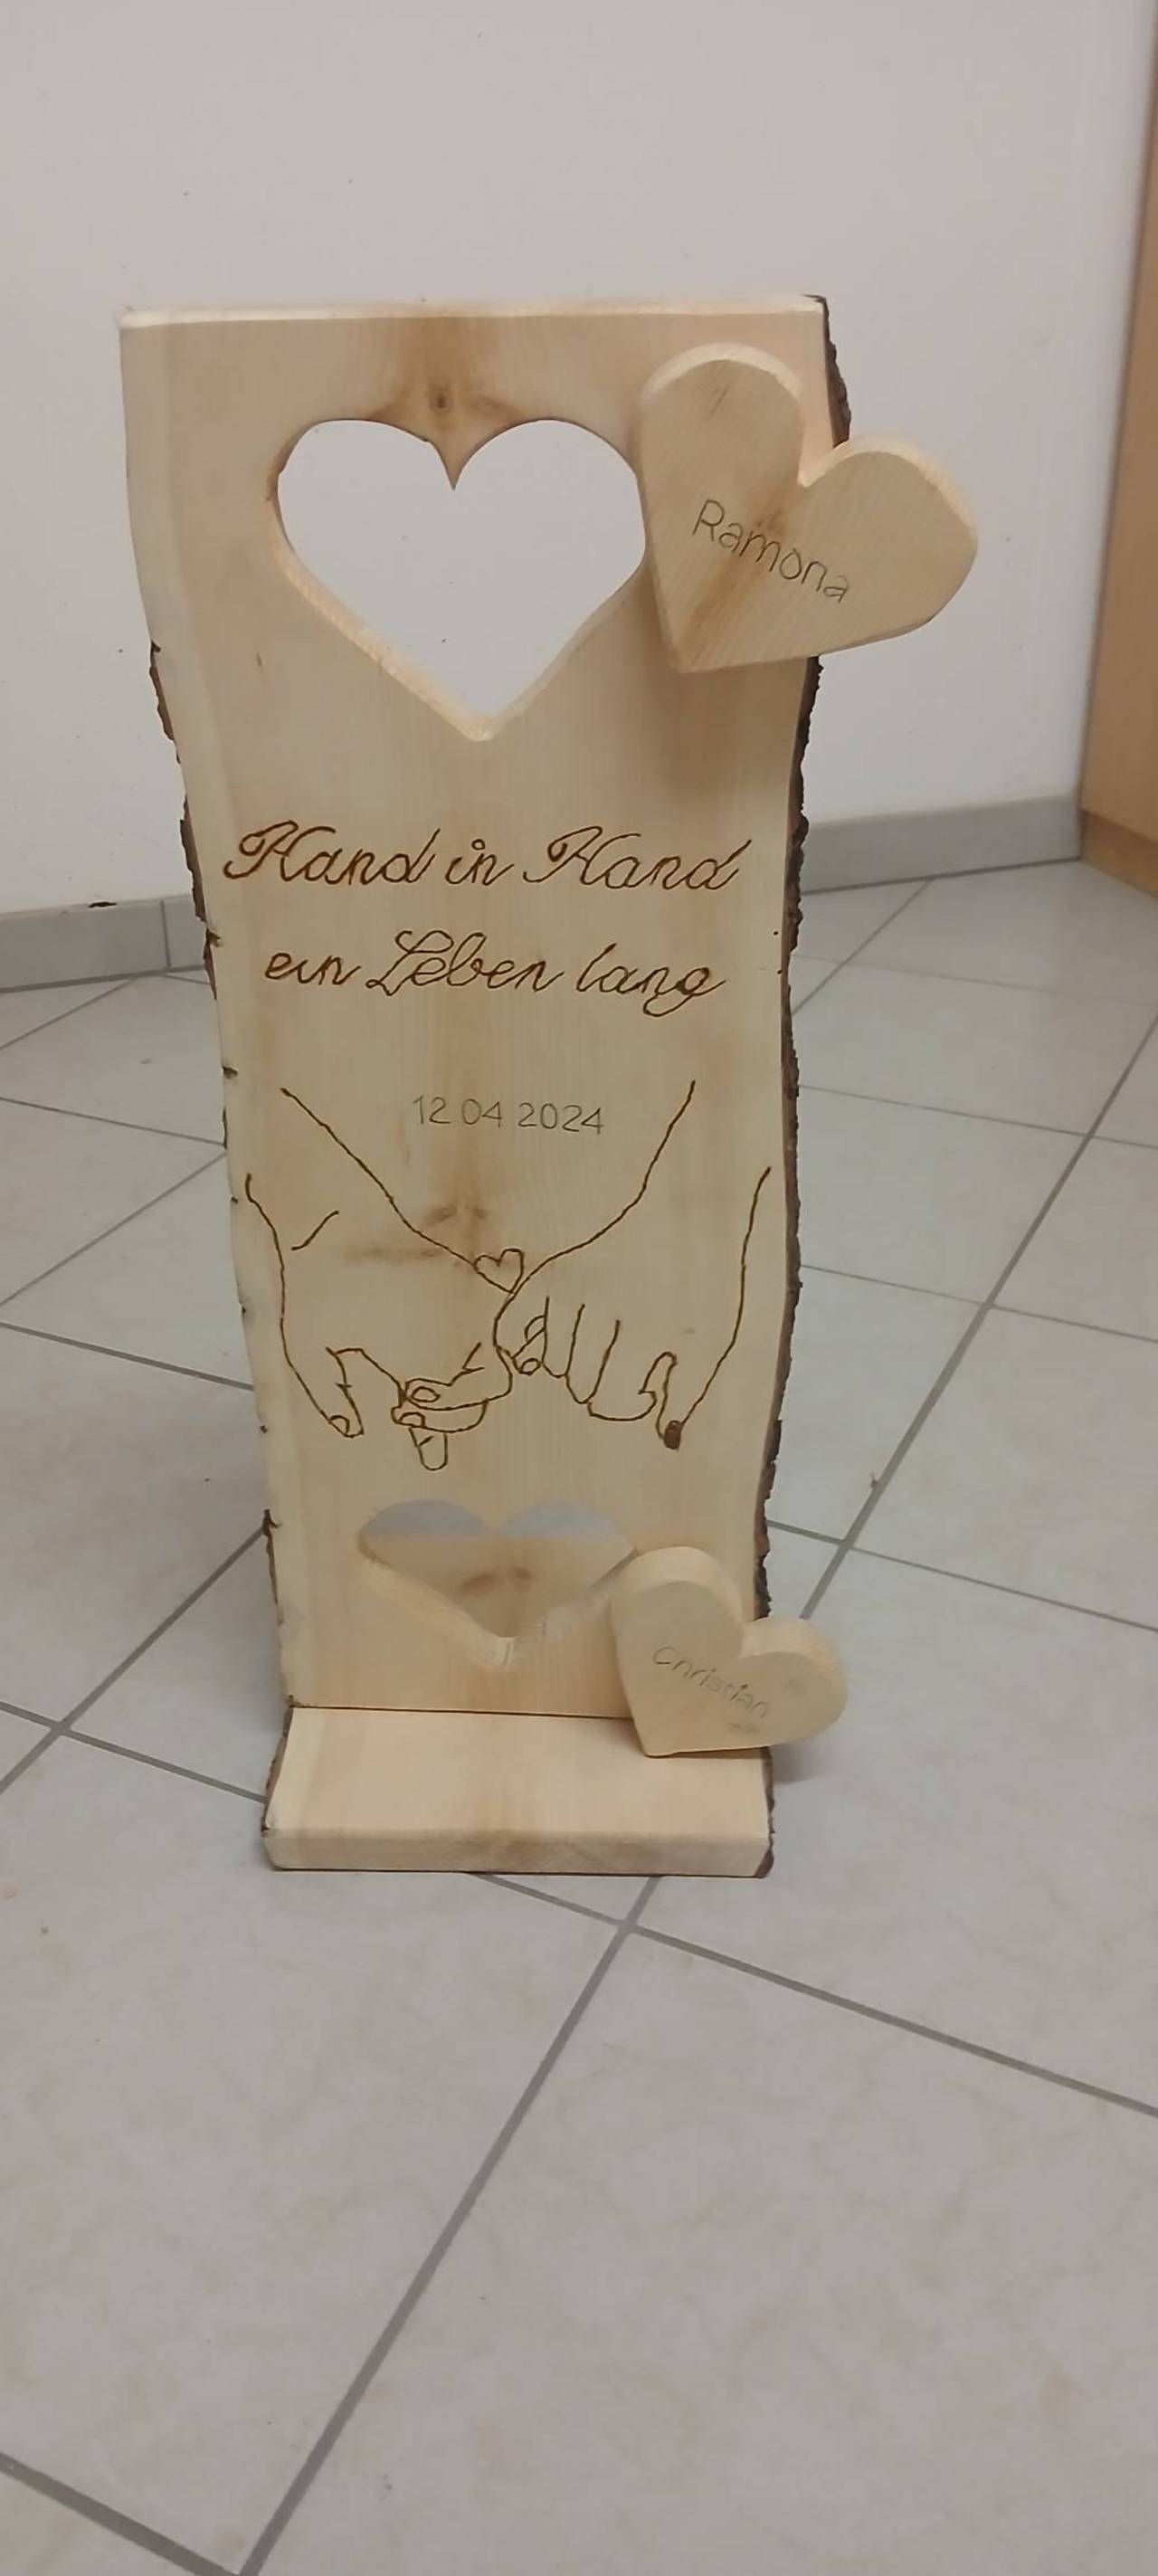 Ramona
Hand in Hand
ein Leben lang
12 04 2024
Christian